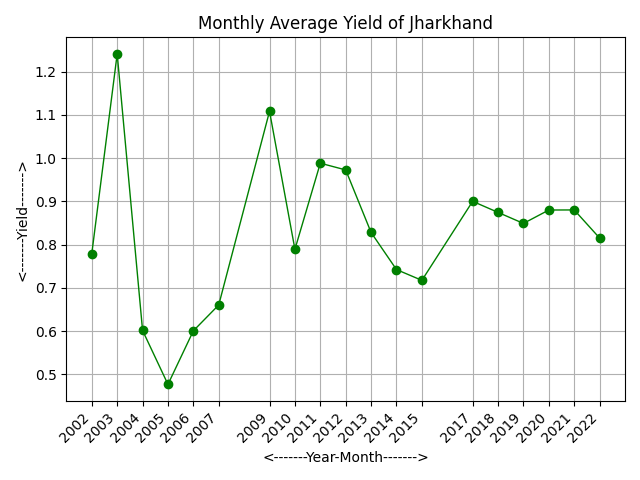 Monthly Average Yield of Jharkhand
<------Yield------->
1.2
1.1
1.0
0.9
0.8
0.7
0.6
0.5
2002 2003 2004 2005 2006 2007 2009 2010 2011 2012 2013 2014 2015 2017 2018 2019 2020 2021 2022
<-------Year-Month------->